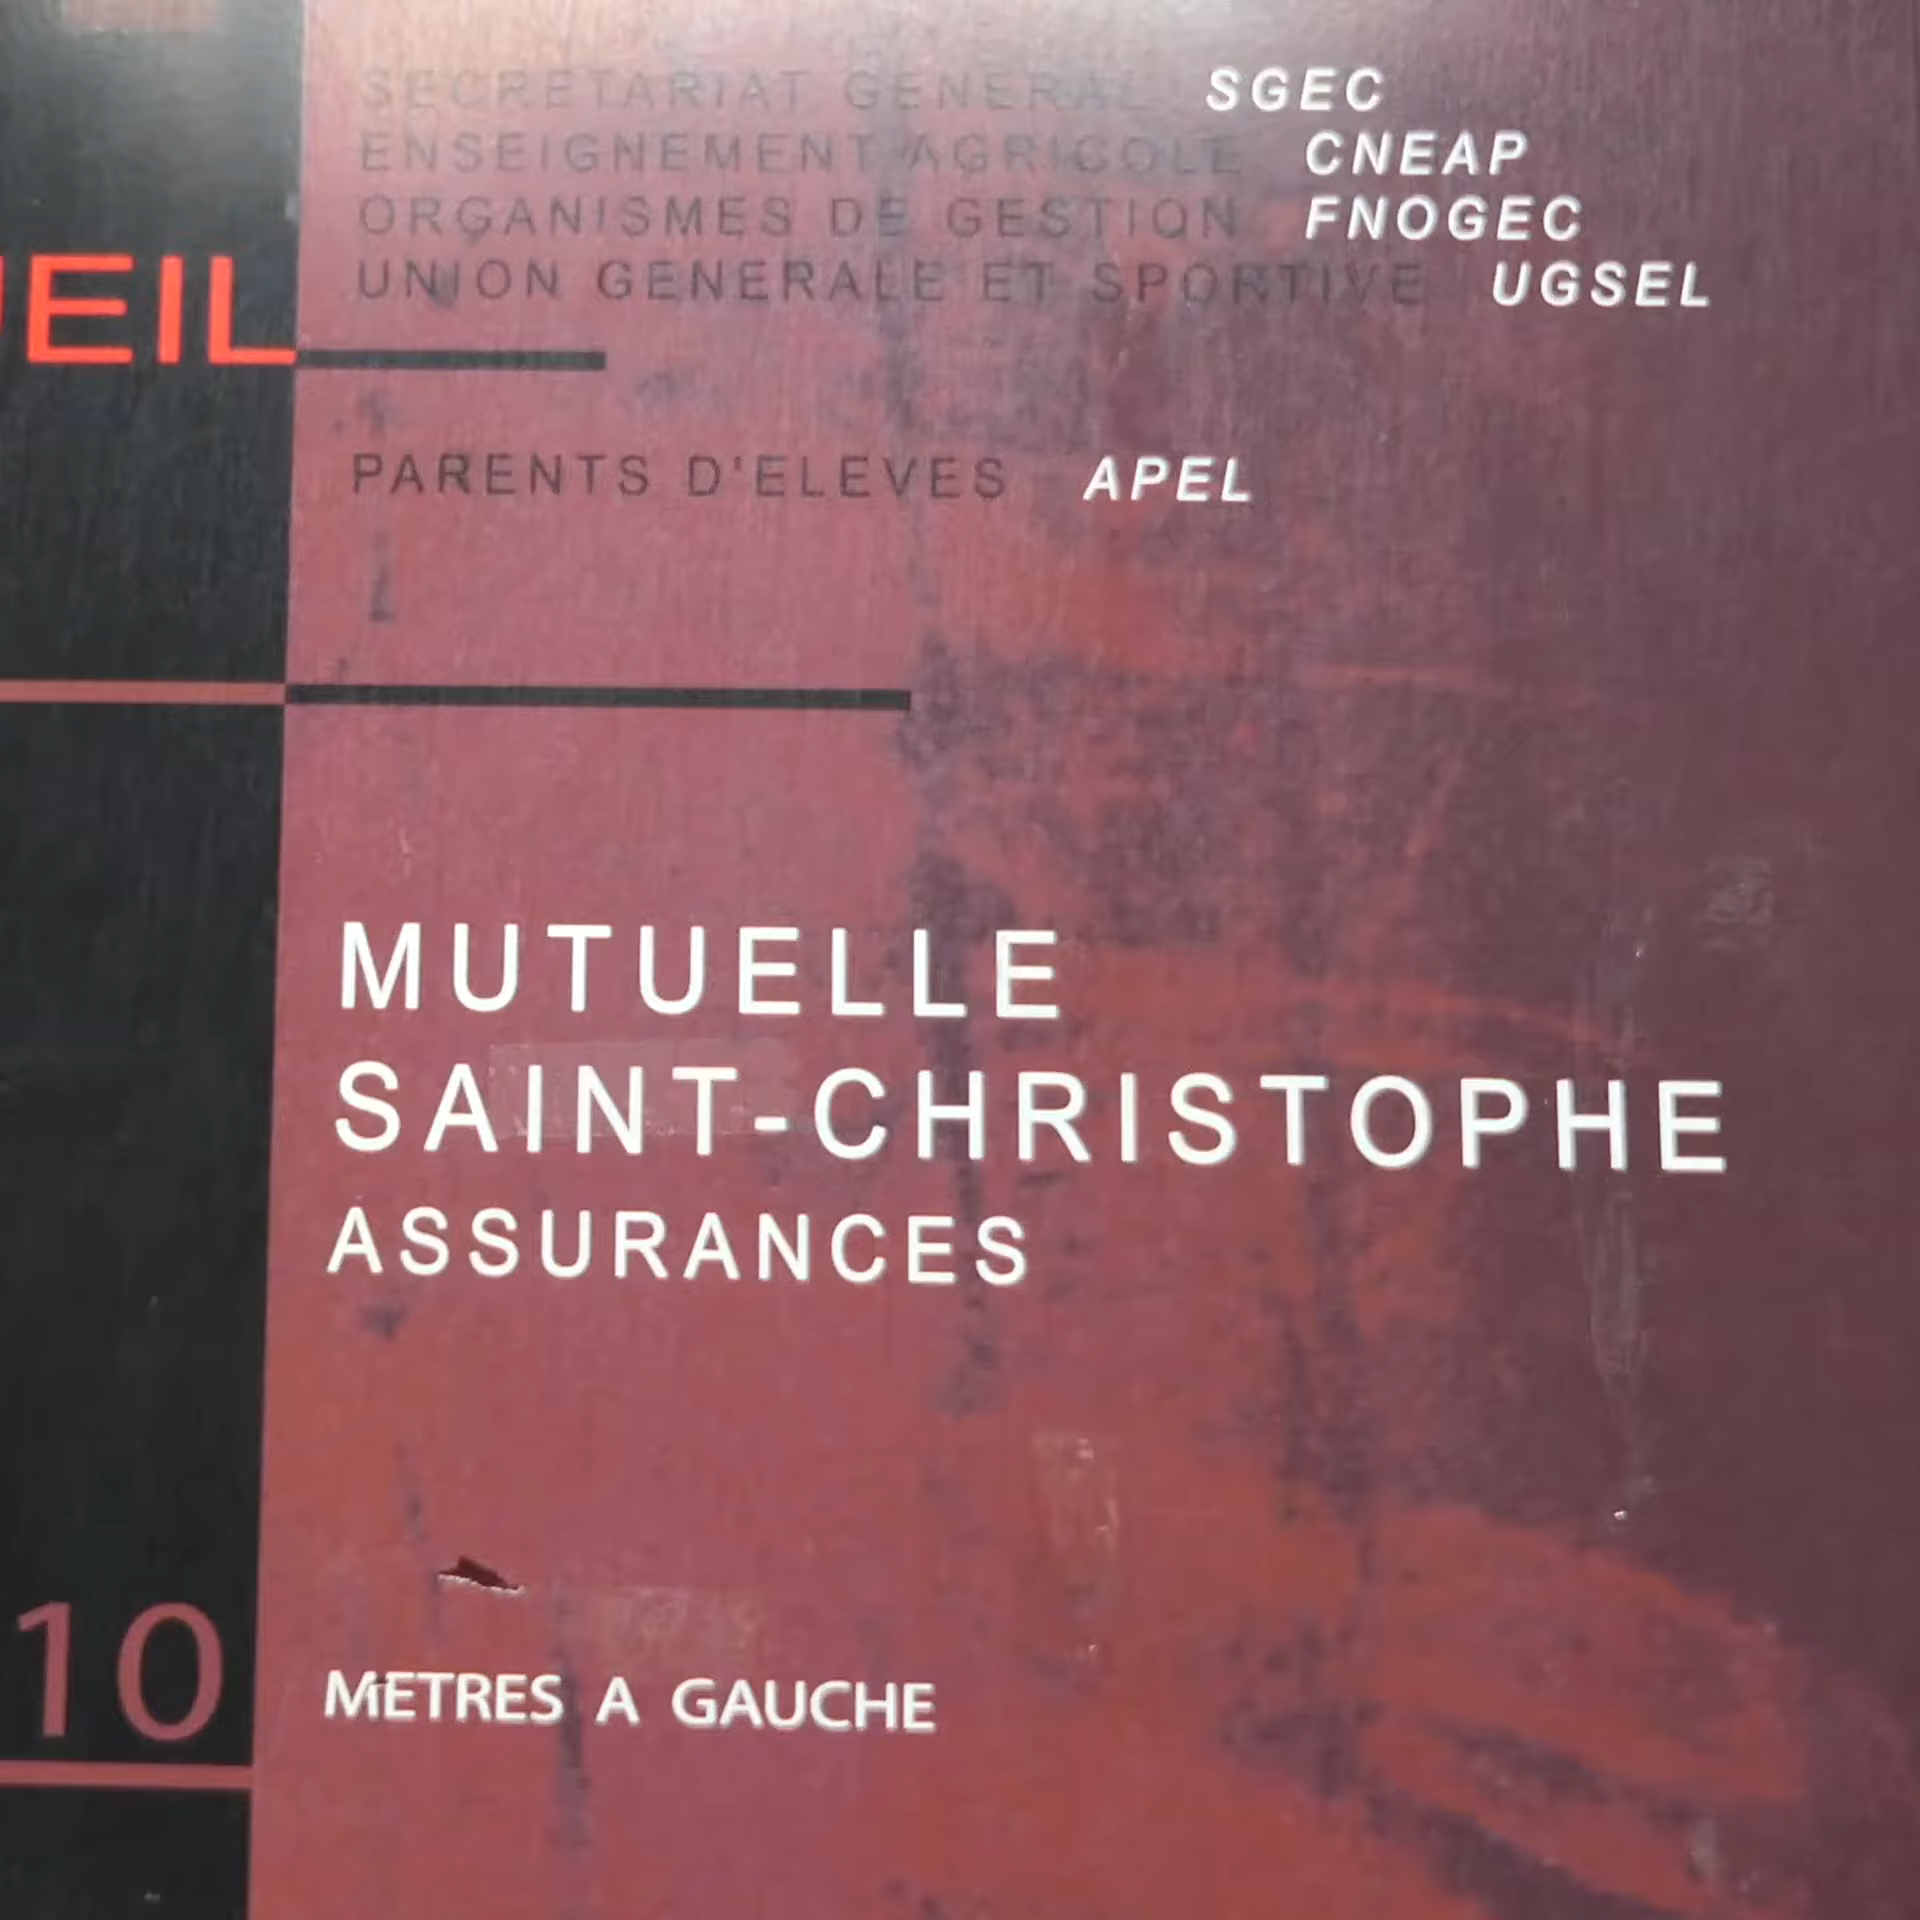 SECRETARIAT GENERAL SGEC
ENSEIGNEMENT AGRICOLE CNEAP
ORGANISMES DE GESTION FNOGEC
UNION GENERALE ET SPORTIVE UGSEL
PARENTS D'ELEVES APEL
MUTUELLE
SAINT-CHRISTOPHE
ASSURANCES
10 METRES A GAUCHE